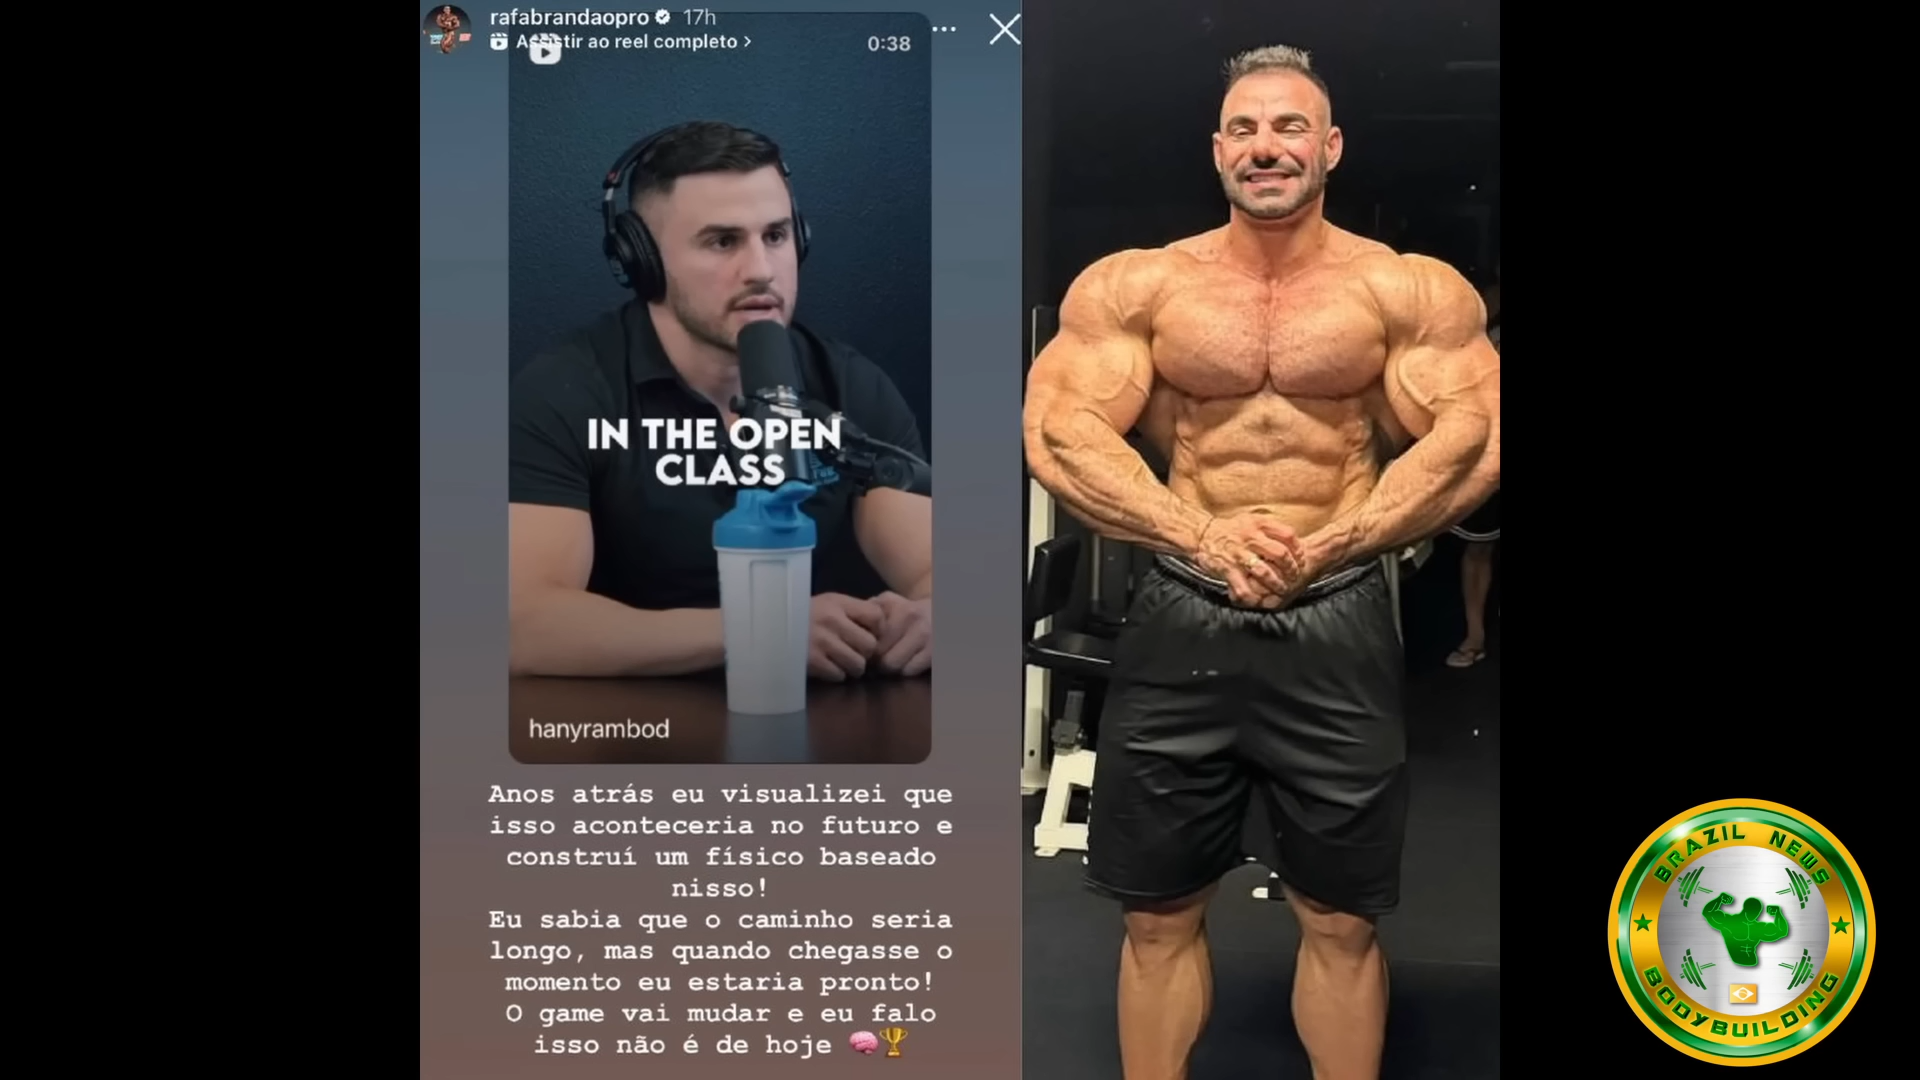 rafabrandaopro 17h
Assistir ao reel completo >
0:38
IN THE OPEN
CLASS
hanyrambod
Anos atrás eu visualizei que
isso aconteceria no futuro e
construí um físico baseado
nisso!
Eu sabia que o caminho seria
longo, mas quando chegasse o
momento eu estaria pronto!
O game vai mudar e eu falo
isso não é de hoje 🧠🏆
BRAZIL NEWS
BODYBUILDING